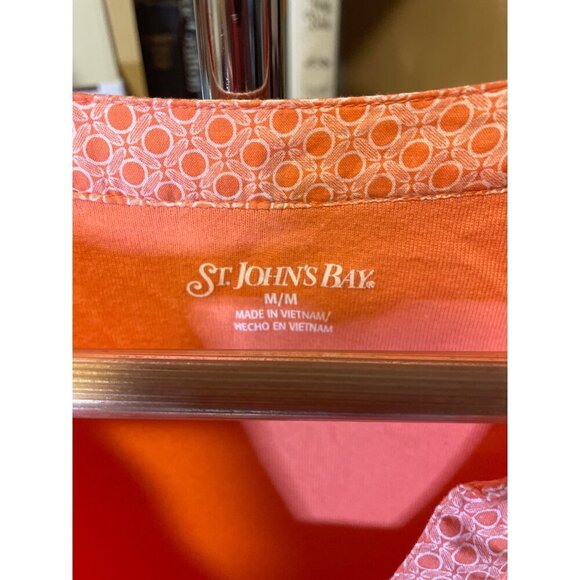 ST. JOHN'S BAY®
M/M
MADE IN VIETNAM/
HECHO EN VIETNAM